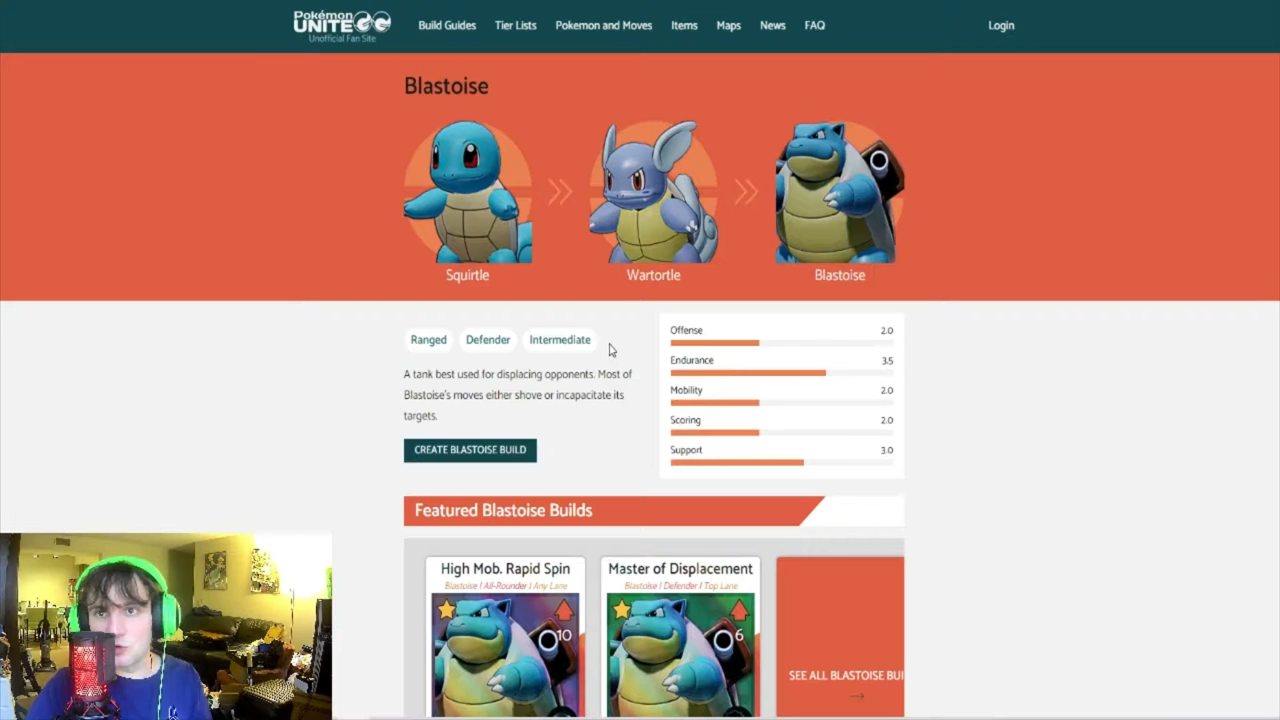 Pokémon
UNITE GG
Unofficial Fan Site
Build Guides
Tier Lists
Pokemon and Moves
Items
Maps
News
FAQ
Login
Blastoise
Squirtle
Wartortle
Blastoise
Ranged
Defender
Intermediate
A tank best used for displacing opponents. Most of
Blastoise's moves either shove or incapacitate its
targets.
CREATE BLASTOISE BUILD
Offense 2.0
Endurance 3.5
Mobility 2.0
Scoring 2.0
Support 3.0
Featured Blastoise Builds
High Mob. Rapid Spin
Blastoise | All-Rounder | Any Lane
10
Master of Displacement
Blastoise | Defender | Top Lane
6
SEE ALL BLASTOISE BUI